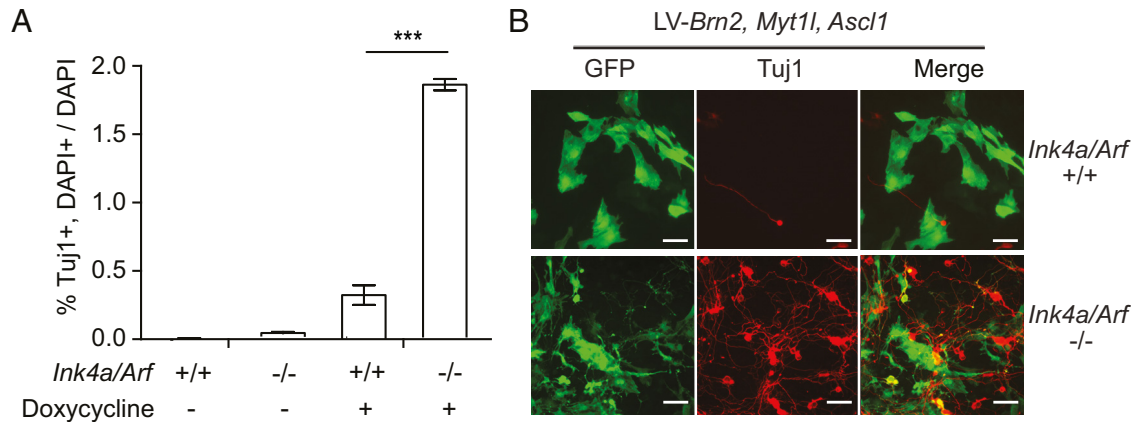 A
% Tuj1+, DAPI+ / DAPI
2.0
1.5
1.0
0.5
0.0
***
Ink4a/Arf +/+ -/- +/+ -/-
Doxycycline - - + +
B
LV-Brn2, Myt1l, Ascl1
GFP Tuj1 Merge
Ink4a/Arf
+/+
Ink4a/Arf
-/-